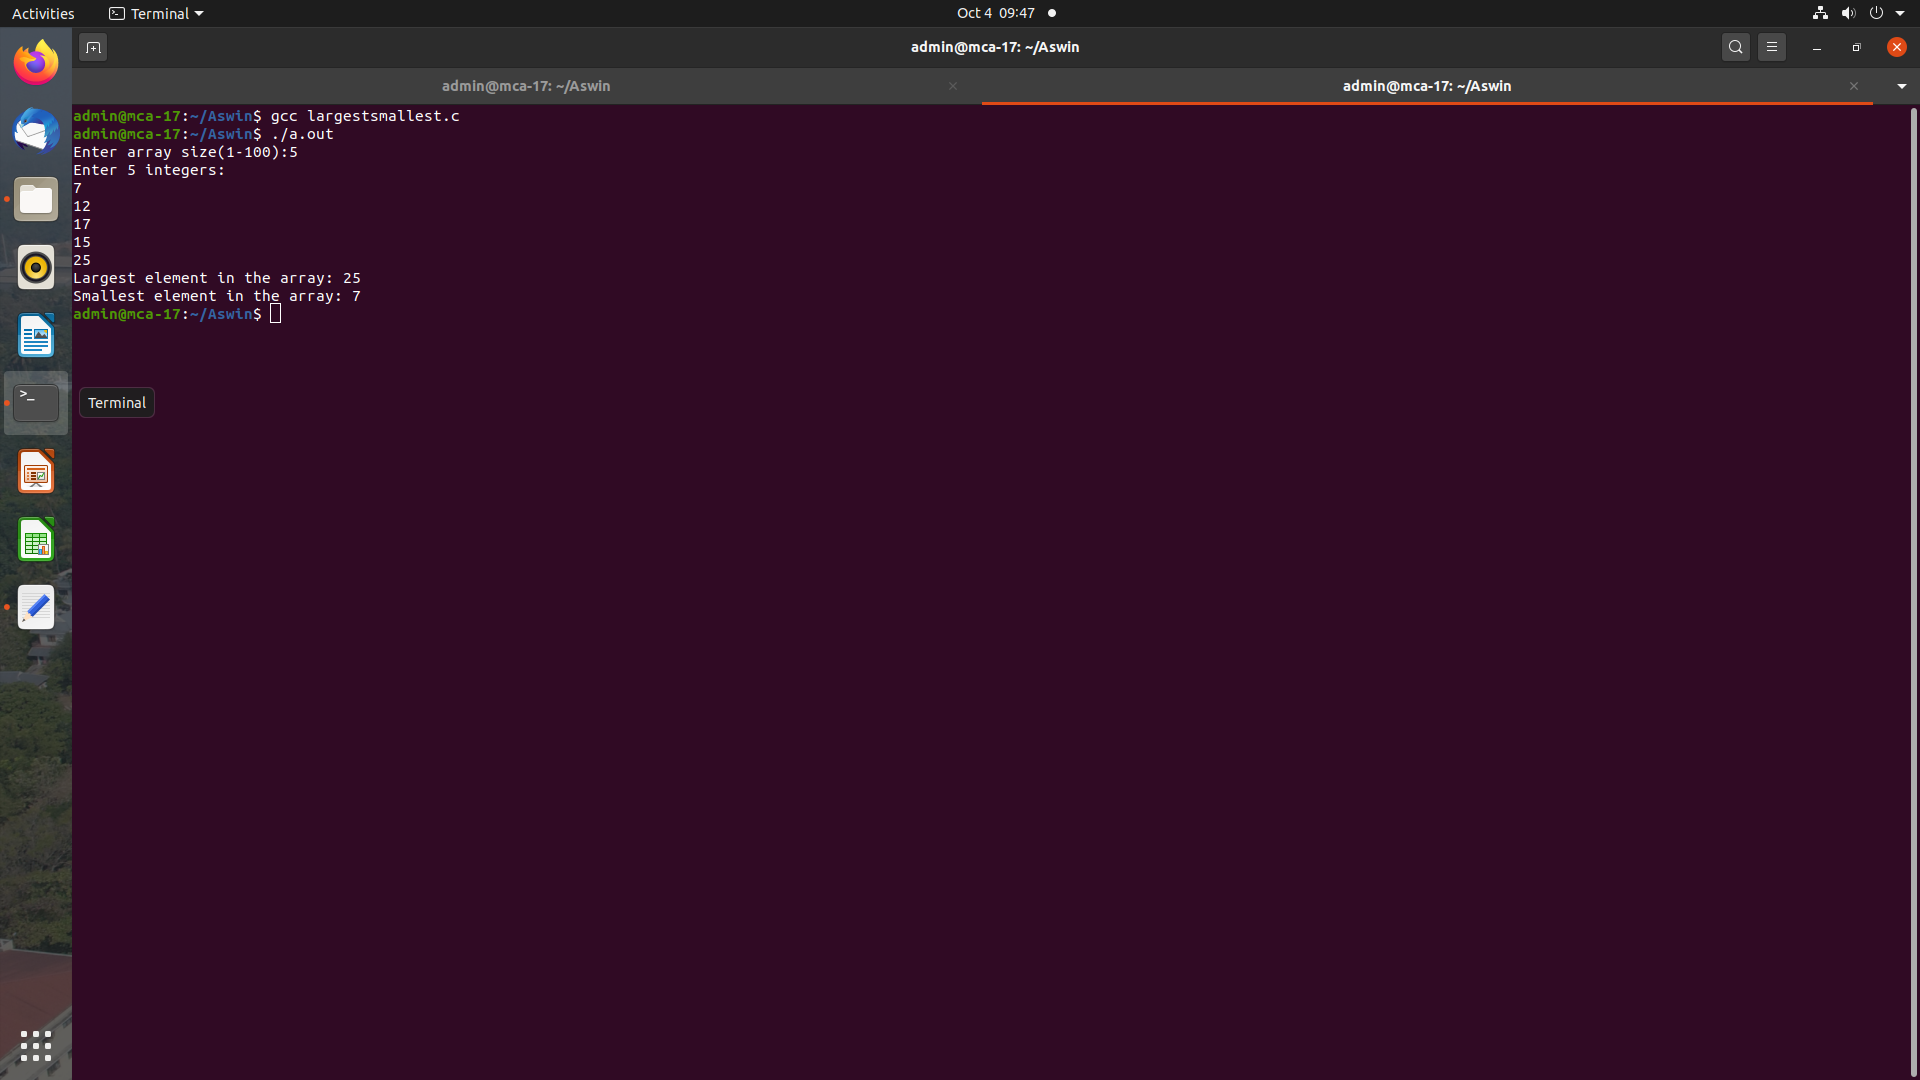 Activities
Terminal
Oct 4 09:47
admin@mca-17: ~/Aswin
admin@mca-17: ~/Aswin
admin@mca-17: ~/Aswin
admin@mca-17:~/Aswin$ gcc largestsmallest.c
admin@mca-17:~/Aswin$ ./a.out
Enter array size(1-100):5
Enter 5 integers:
7
12
17
15
25
Largest element in the array: 25
Smallest element in the array: 7
admin@mca-17:~/Aswin$
>_
Terminal